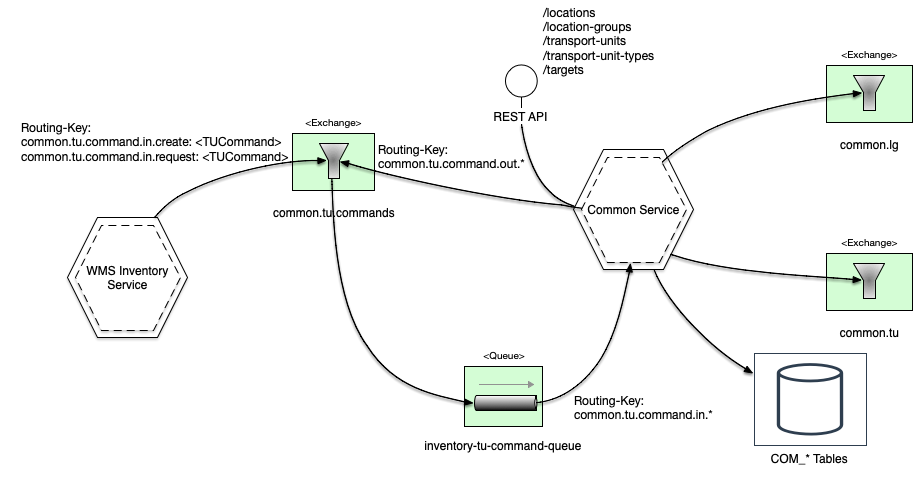 /locations
/location-groups
/transport-units
/transport-unit-types
/targets
REST API
<Exchange>
common.lg
Routing-Key:
common.tu.command.in.create: <TUCommand>
common.tu.command.in.request: <TUCommand>
<Exchange>
common.tu.commands
Routing-Key:
common.tu.command.out.*
Common Service
WMS Inventory
Service
<Exchange>
common.tu
<Queue>
inventory-tu-command-queue
Routing-Key:
common.tu.command.in.*
COM_* Tables